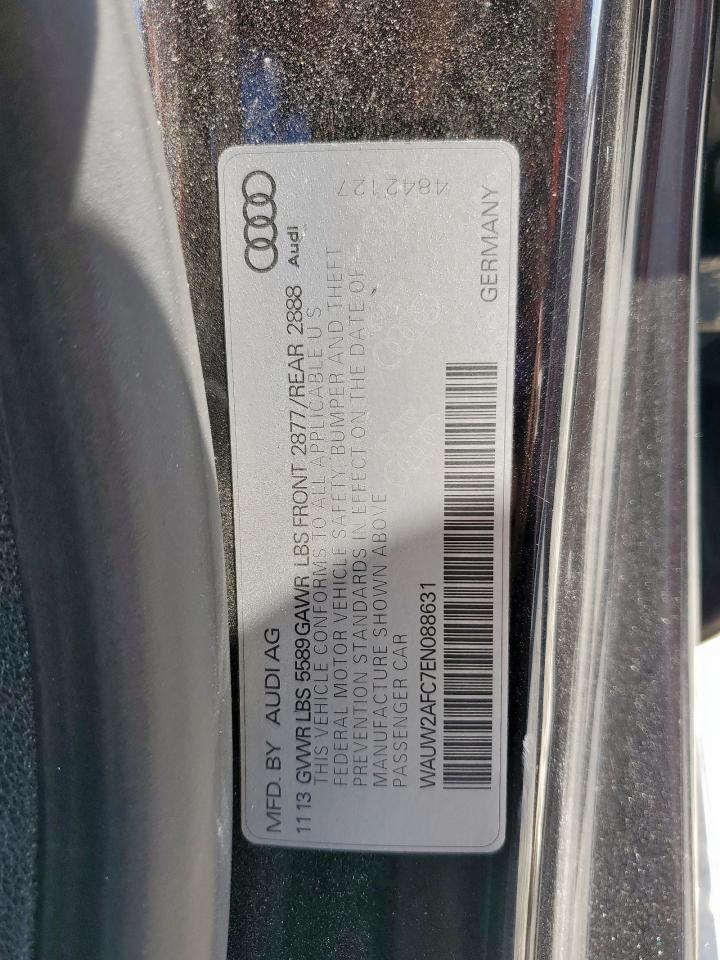 MFD. BY AUDI AG
Audi
11 13 GVWR LBS 5589 GAWR LBS FRONT 2877/REAR 2888
THIS VEHICLE CONFORMS TO ALL APPLICABLE U S
FEDERAL MOTOR VEHICLE SAFETY, BUMPER AND THEFT
PREVENTION STANDARDS IN EFFECT ON THE DATE OF
MANUFACTURE SHOWN ABOVE
PASSENGER CAR
WAUW2AFC7EN088631
GERMANY
4842127